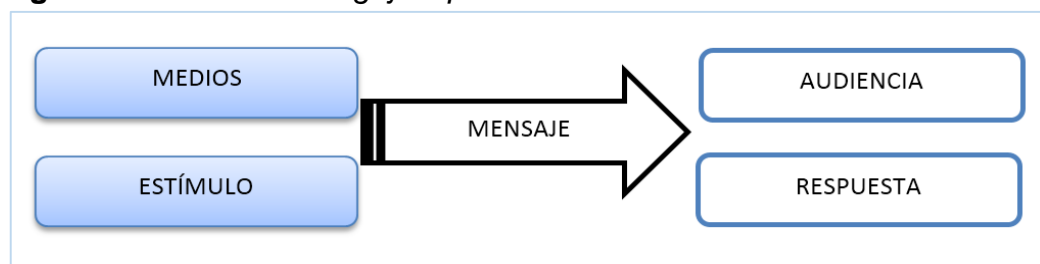 MEDIOS
ESTÍMULO
MENSAJE
AUDIENCIA
RESPUESTA